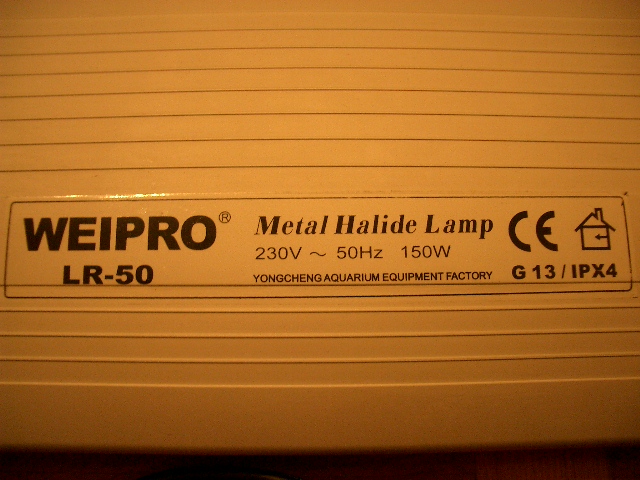 WEIPRO®
LR-50
Metal Halide Lamp
230V ~ 50Hz 150W
YONGCHENG AQUARIUM EQUIPMENT FACTORY
CE
G 13 / IPX4